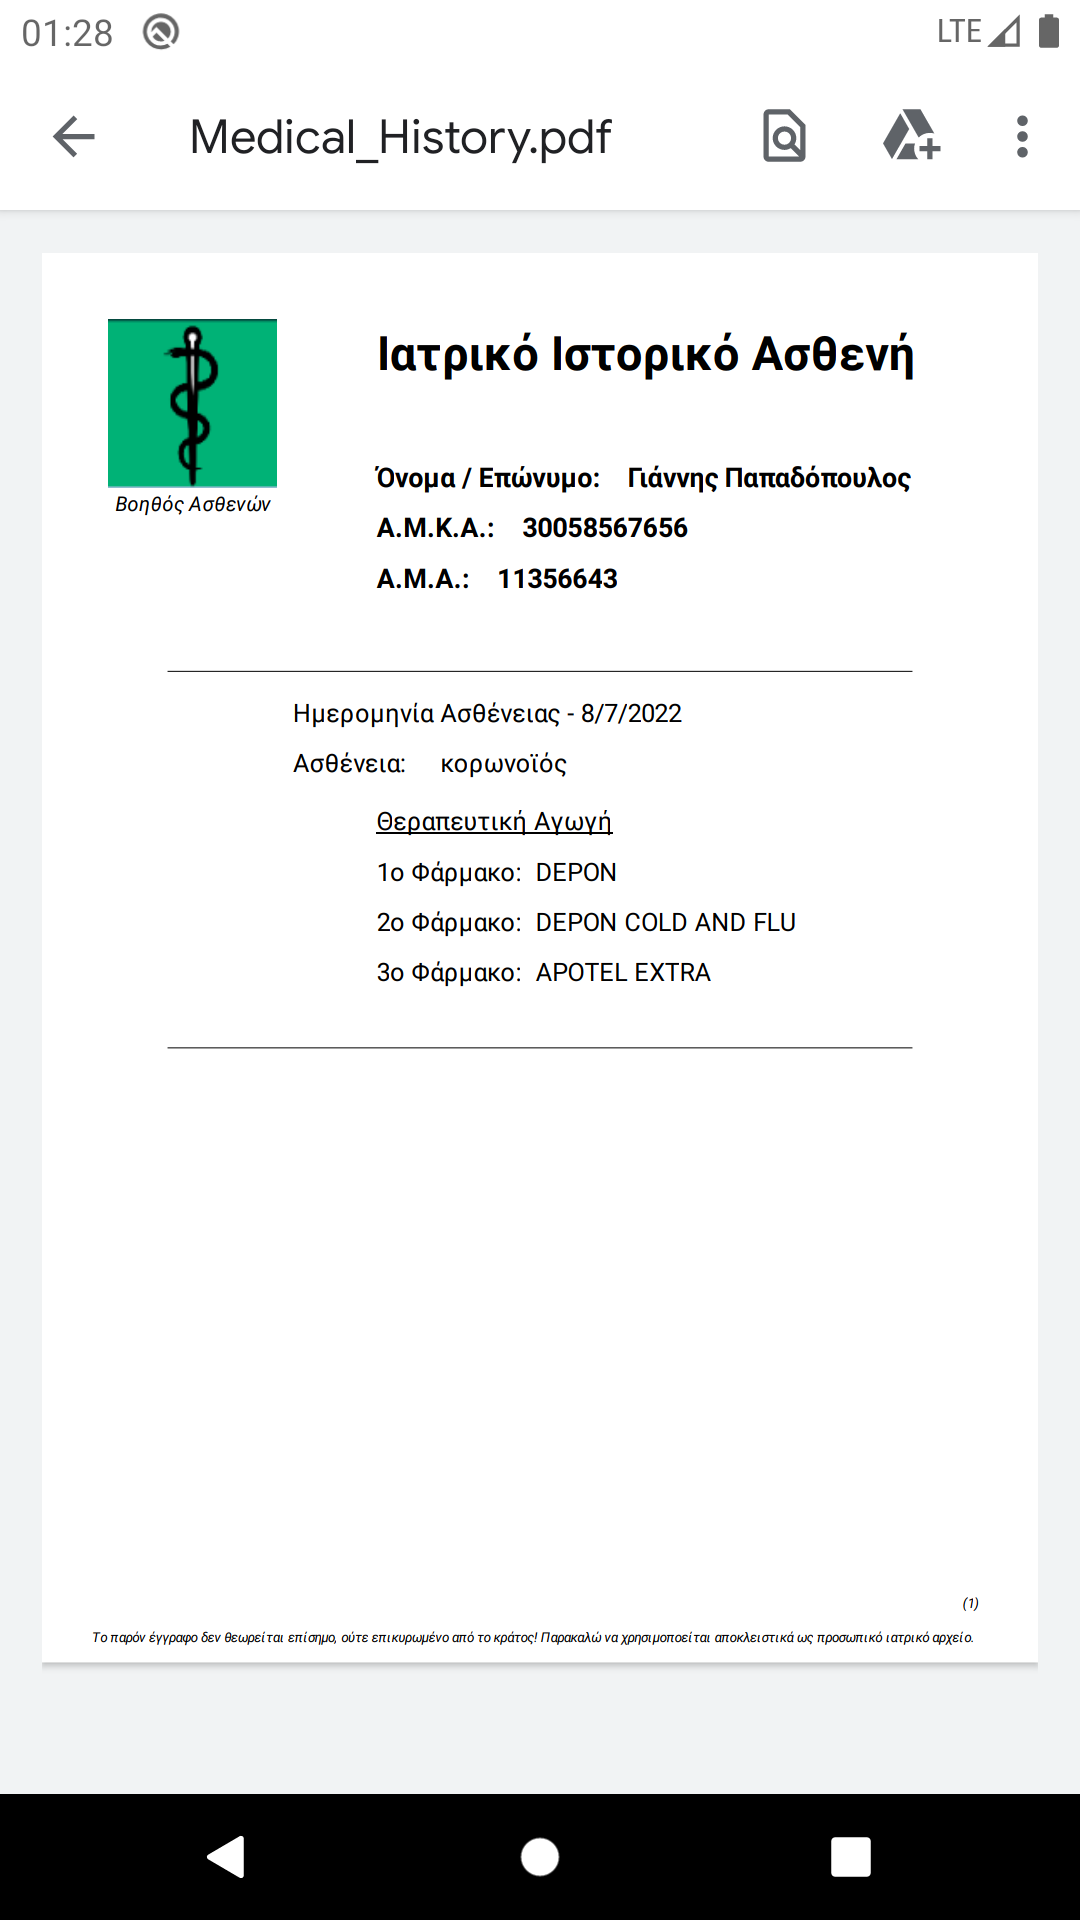 01:28
LTE
Medical_History.pdf
Ιατρικό Ιστορικό Ασθενή
Βοηθός Ασθενών
Όνομα / Επώνυμο: Γιάννης Παπαδόπουλος
Α.Μ.Κ.Α.: 30058567656
Α.Μ.Α.: 11356643
Ημερομηνία Ασθένειας - 8/7/2022
Ασθένεια: κορωνοϊός
Θεραπευτική Αγωγή
1ο Φάρμακο: DEPON
2ο Φάρμακο: DEPON COLD AND FLU
3ο Φάρμακο: APOTEL EXTRA
(1)
Το παρόν έγγραφο δεν θεωρείται επίσημο, ούτε επικυρωμένο από το κράτος! Παρακαλώ να χρησιμοποείται αποκλειστικά ως προσωπικό ιατρικό αρχείο.